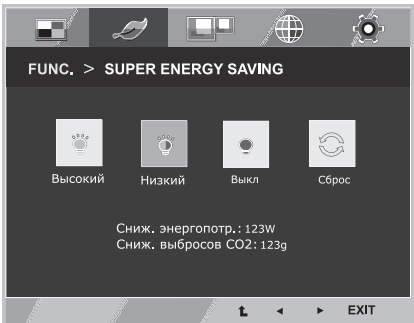 FUNC. > SUPER ENERGY SAVING
Высокий Низкий Выкл Сброс
Сниж. энергопотр.: 123W
Сниж. выбросов CO2: 123g
EXIT